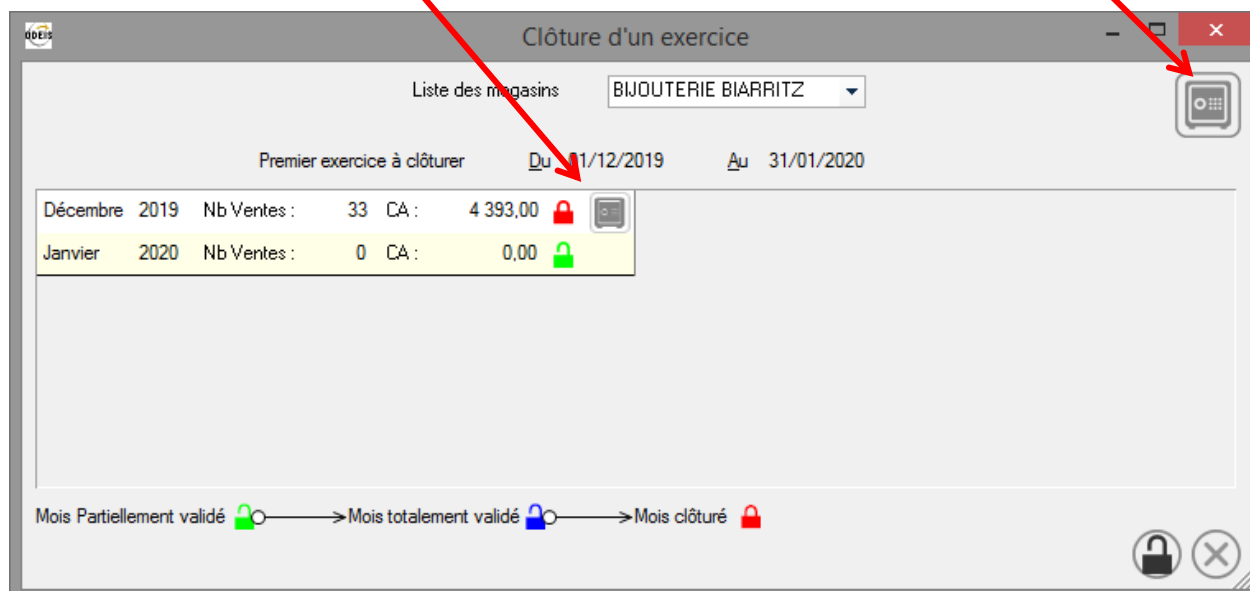 ODEIS
Clôture d'un exercice
Liste des magasins BIJOUTERIE BIARRITZ
Premier exercice à clôturer Du 01/12/2019 Au 31/01/2020
Décembre 2019 Nb Ventes : 33 CA : 4 393,00
Janvier 2020 Nb Ventes : 0 CA : 0,00
Mois Partiellement validé Mois totalement validé Mois clôturé